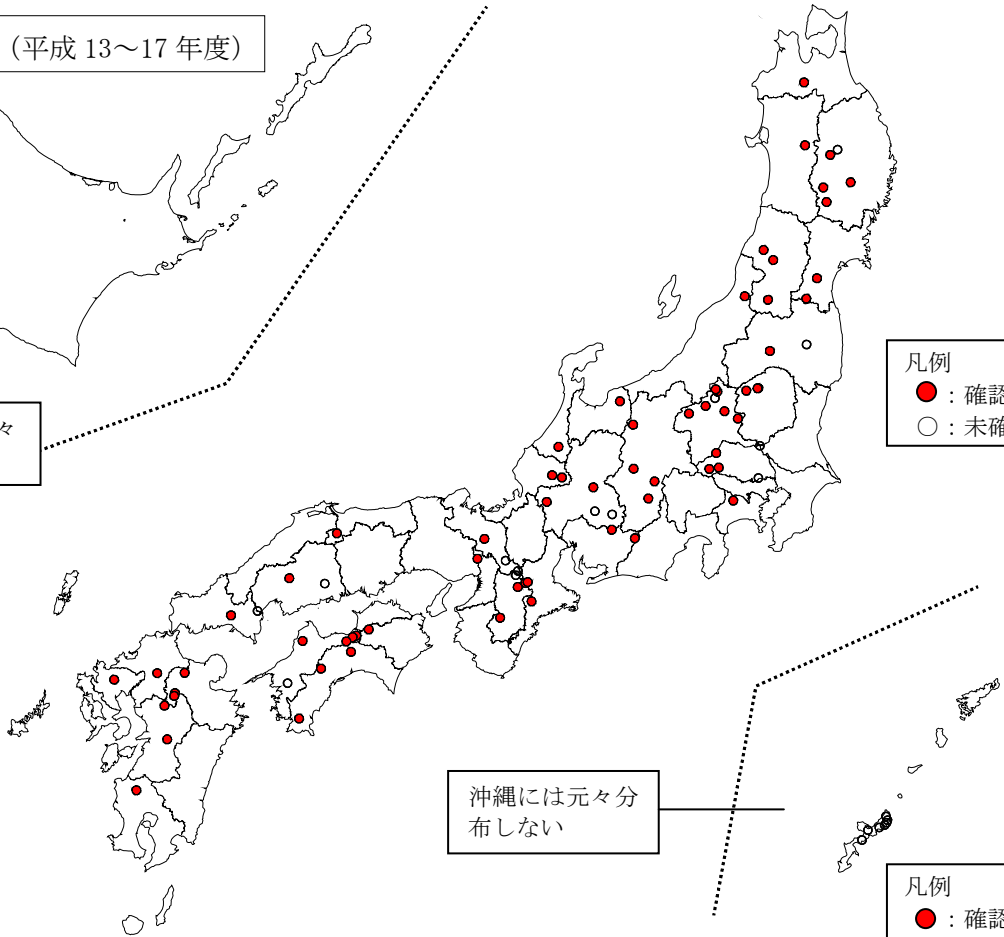 （平成 13～17 年度）
凡例
：確認
○：未確
々
沖縄には元々分
布しない
凡例
：確認